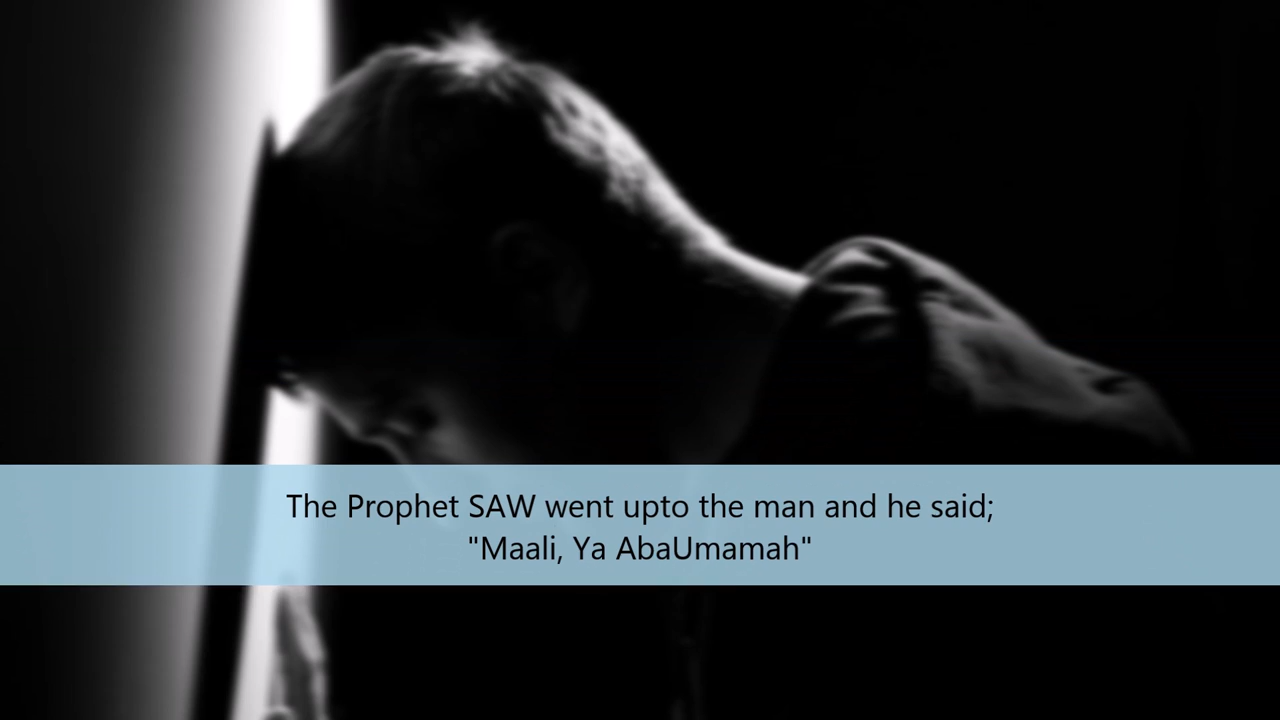 The Prophet SAW went upto the man and he said;
"Maali, Ya AbaUmamah"